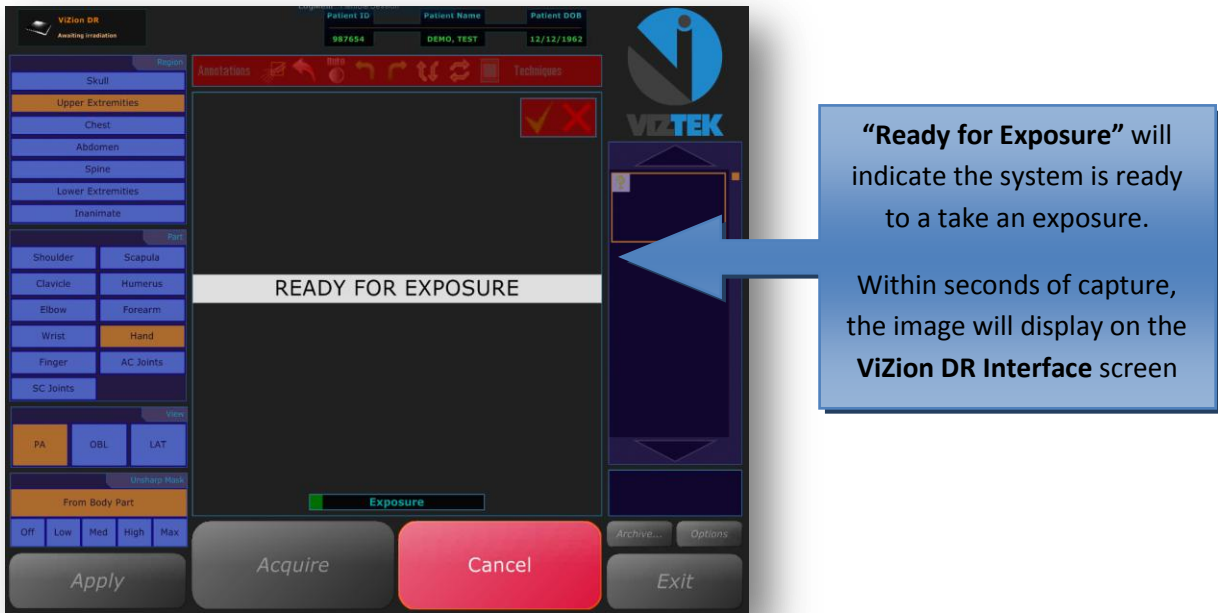 ViZion DR
Awaiting irradiation
Patient ID Patient Name Patient DOB
987654 DEMO, TEST 12/12/1962
Region
Skull
Upper Extremities
Chest
Abdomen
Spine
Lower Extremities
Inanimate
Part
Shoulder Scapula
Clavicle Humerus
Elbow Forearm
Wrist Hand
Finger AC Joints
SC Joints
View
PA OBL LAT
Unsharp Mask
From Body Part
Off Low Med High Max
Apply
Annotations Auto Techniques
READY FOR EXPOSURE
Exposure
Acquire Cancel
VIZTEK
?
Archive... Options
Exit
“Ready for Exposure” will
indicate the system is ready
to a take an exposure.
Within seconds of capture,
the image will display on the
ViZion DR Interface screen